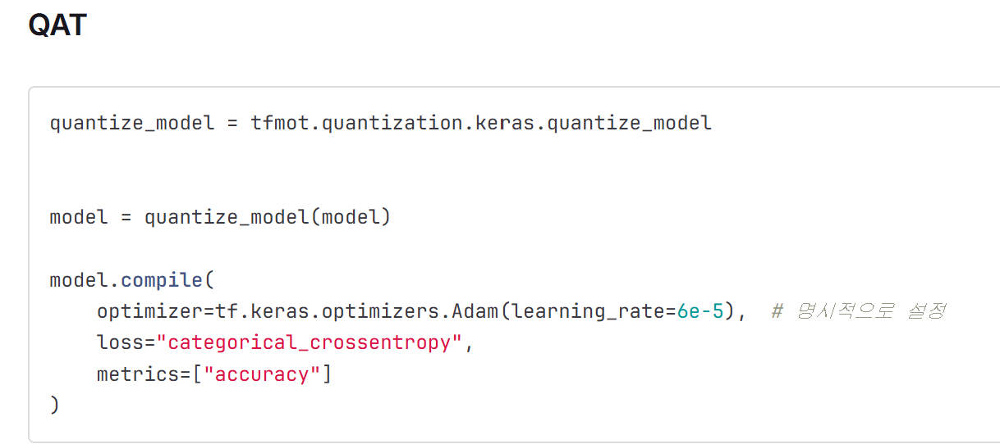 QAT
quantize_model = tfmot.quantization.keras.quantize_model
model = quantize_model(model)
model.compile(
    optimizer=tf.keras.optimizers.Adam(learning_rate=6e-5),  # 명시적으로 설정
    loss="categorical_crossentropy",
    metrics=["accuracy"]
)